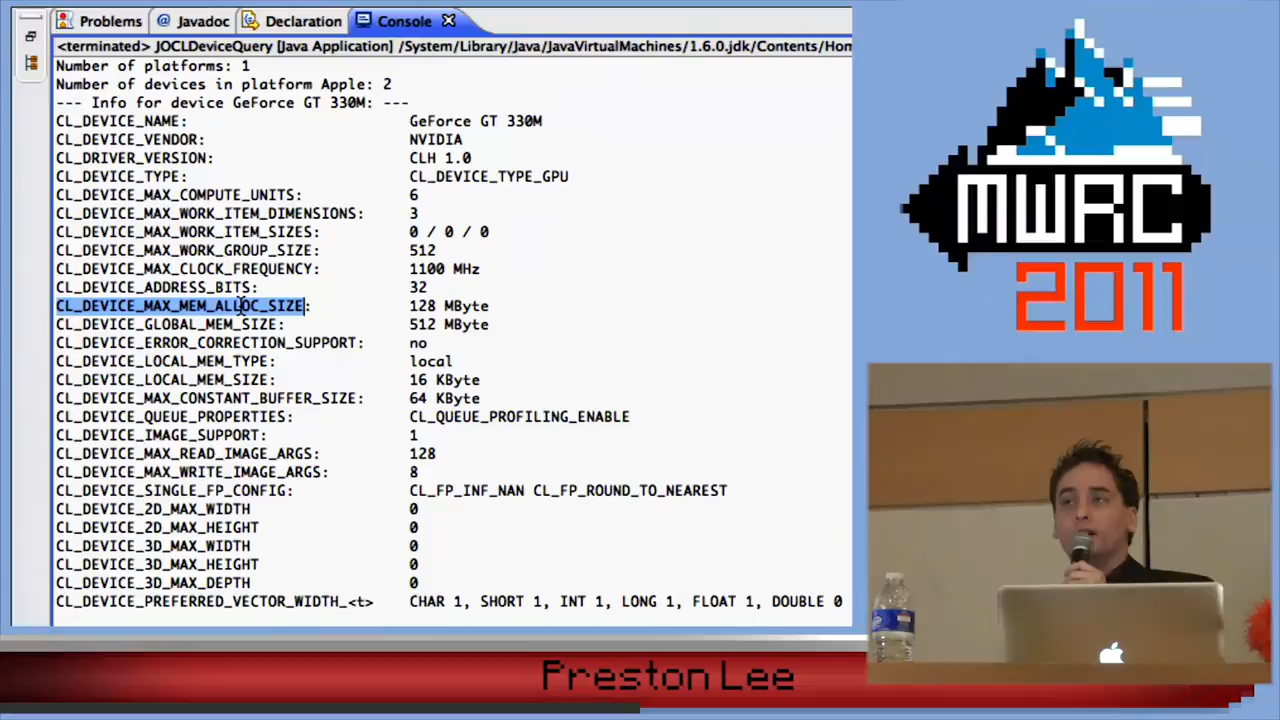 Problems @ Javadoc Declaration Console
<terminated> JOCLDeviceQuery [Java Application] /System/Library/Java/JavaVirtualMachines/1.6.0.jdk/Contents/Hom
Number of platforms: 1
Number of devices in platform Apple: 2
--- Info for device GeForce GT 330M: ---
CL_DEVICE_NAME: GeForce GT 330M
CL_DEVICE_VENDOR: NVIDIA
CL_DRIVER_VERSION: CLH 1.0
CL_DEVICE_TYPE: CL_DEVICE_TYPE_GPU
CL_DEVICE_MAX_COMPUTE_UNITS: 6
CL_DEVICE_MAX_WORK_ITEM_DIMENSIONS: 3
CL_DEVICE_MAX_WORK_ITEM_SIZES: 0 / 0 / 0
CL_DEVICE_MAX_WORK_GROUP_SIZE: 512
CL_DEVICE_MAX_CLOCK_FREQUENCY: 1100 MHz
CL_DEVICE_ADDRESS_BITS: 32
CL_DEVICE_MAX_MEM_ALLOC_SIZE: 128 MByte
CL_DEVICE_GLOBAL_MEM_SIZE: 512 MByte
CL_DEVICE_ERROR_CORRECTION_SUPPORT: no
CL_DEVICE_LOCAL_MEM_TYPE: local
CL_DEVICE_LOCAL_MEM_SIZE: 16 KByte
CL_DEVICE_MAX_CONSTANT_BUFFER_SIZE: 64 KByte
CL_DEVICE_QUEUE_PROPERTIES: CL_QUEUE_PROFILING_ENABLE
CL_DEVICE_IMAGE_SUPPORT: 1
CL_DEVICE_MAX_READ_IMAGE_ARGS: 128
CL_DEVICE_MAX_WRITE_IMAGE_ARGS: 8
CL_DEVICE_SINGLE_FP_CONFIG: CL_FP_INF_NAN CL_FP_ROUND_TO_NEAREST
CL_DEVICE_2D_MAX_WIDTH 0
CL_DEVICE_2D_MAX_HEIGHT 0
CL_DEVICE_3D_MAX_WIDTH 0
CL_DEVICE_3D_MAX_HEIGHT 0
CL_DEVICE_3D_MAX_DEPTH 0
CL_DEVICE_PREFERRED_VECTOR_WIDTH_<t> CHAR 1, SHORT 1, INT 1, LONG 1, FLOAT 1, DOUBLE 0
MWRC
2011
Preston Lee